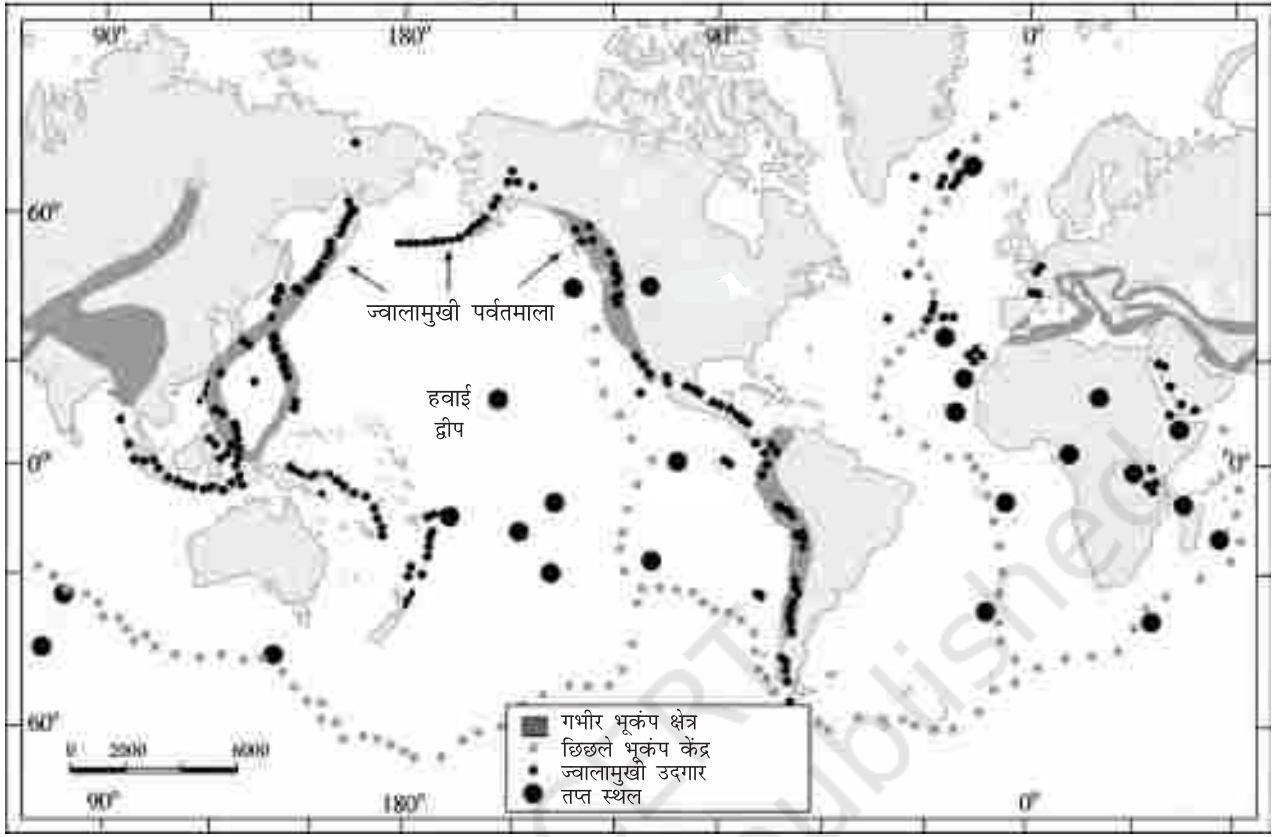 90° 180° 90° 0°
60°
ज्वालामुखी पर्वतमाला
हवाई
द्वीप
0° 0°
60°
गभीर भूकंप क्षेत्र
छिछले भूकंप केंद्र
ज्वालामुखी उदगार
तप्त स्थल
0 2000 6000
90° 180° 0°